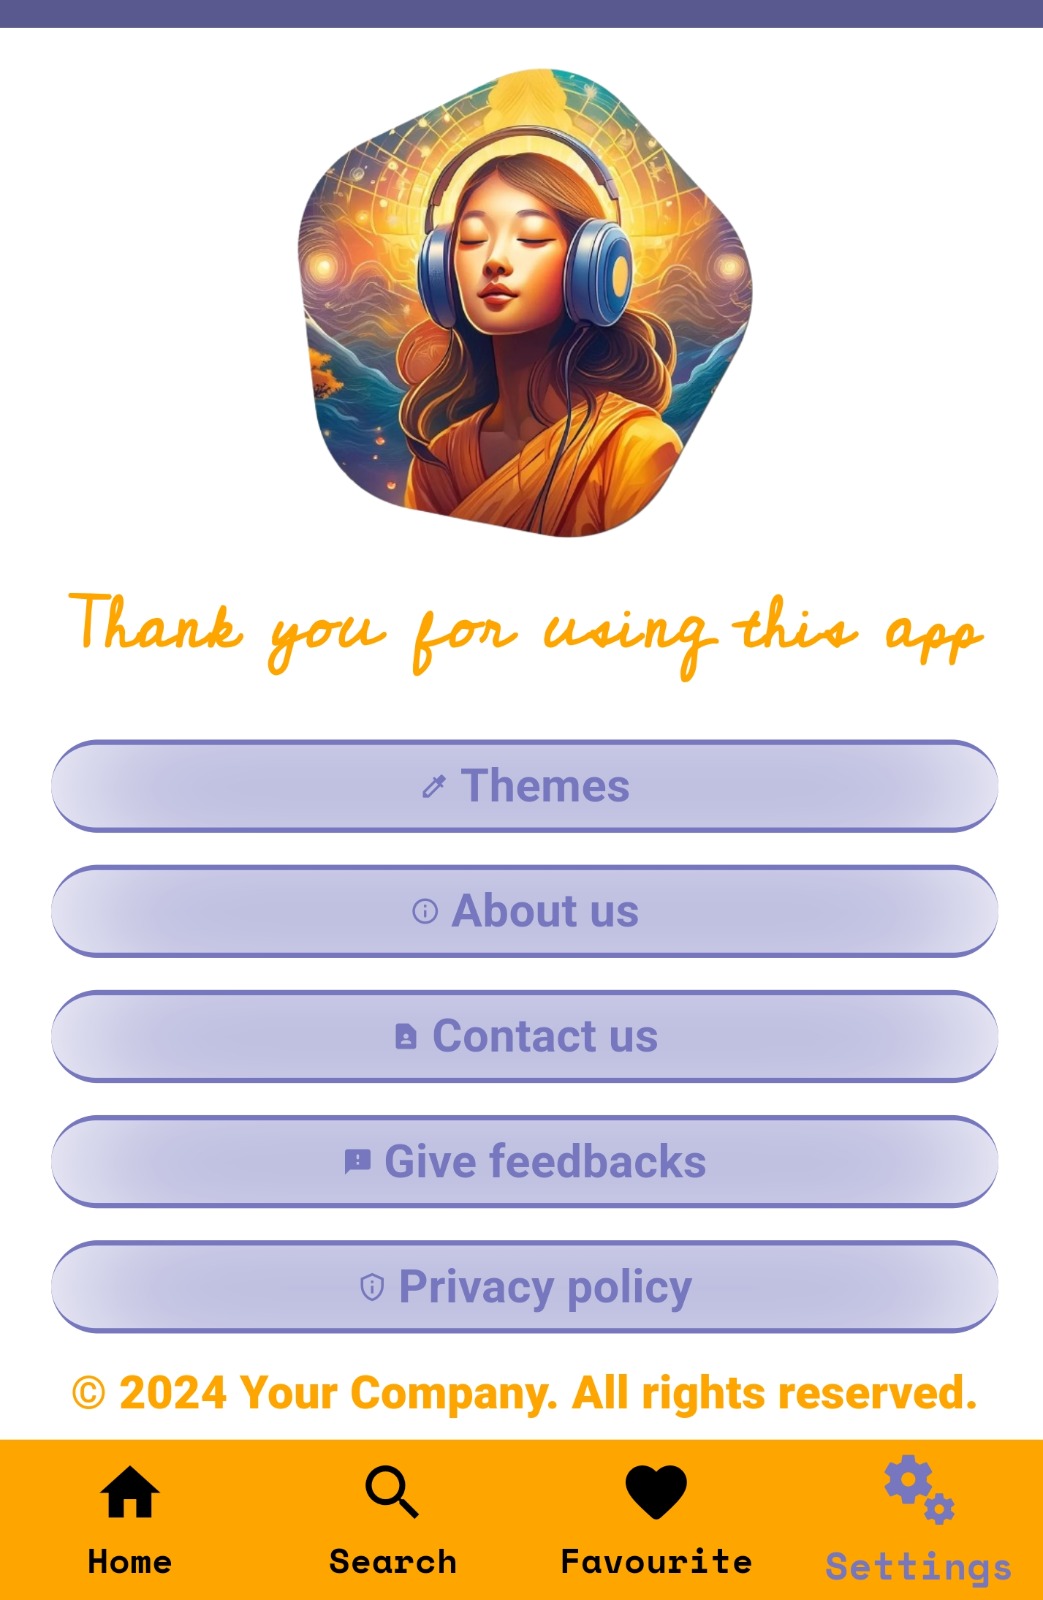 Thank you for using this app
Themes
About us
Contact us
Give feedbacks
Privacy policy
© 2024 Your Company. All rights reserved.
Home Search Favourite Settings